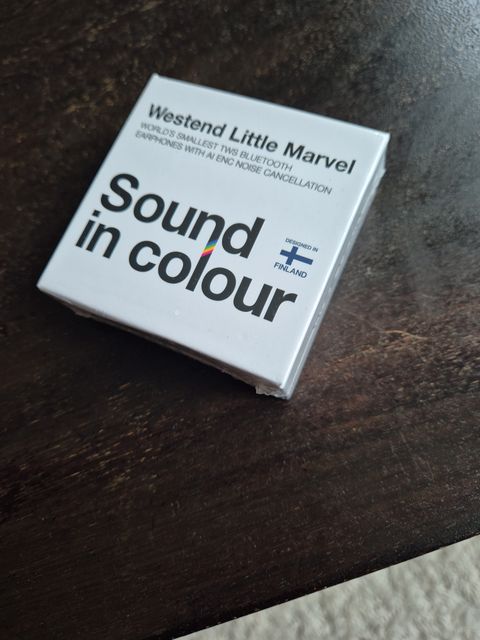 Westend Little Marvel
WORLD'S SMALLEST TWS BLUETOOTH
EARPHONES WITH AI ENC NOISE CANCELLATION
Sound
in colour
DESIGNED IN
FINLAND